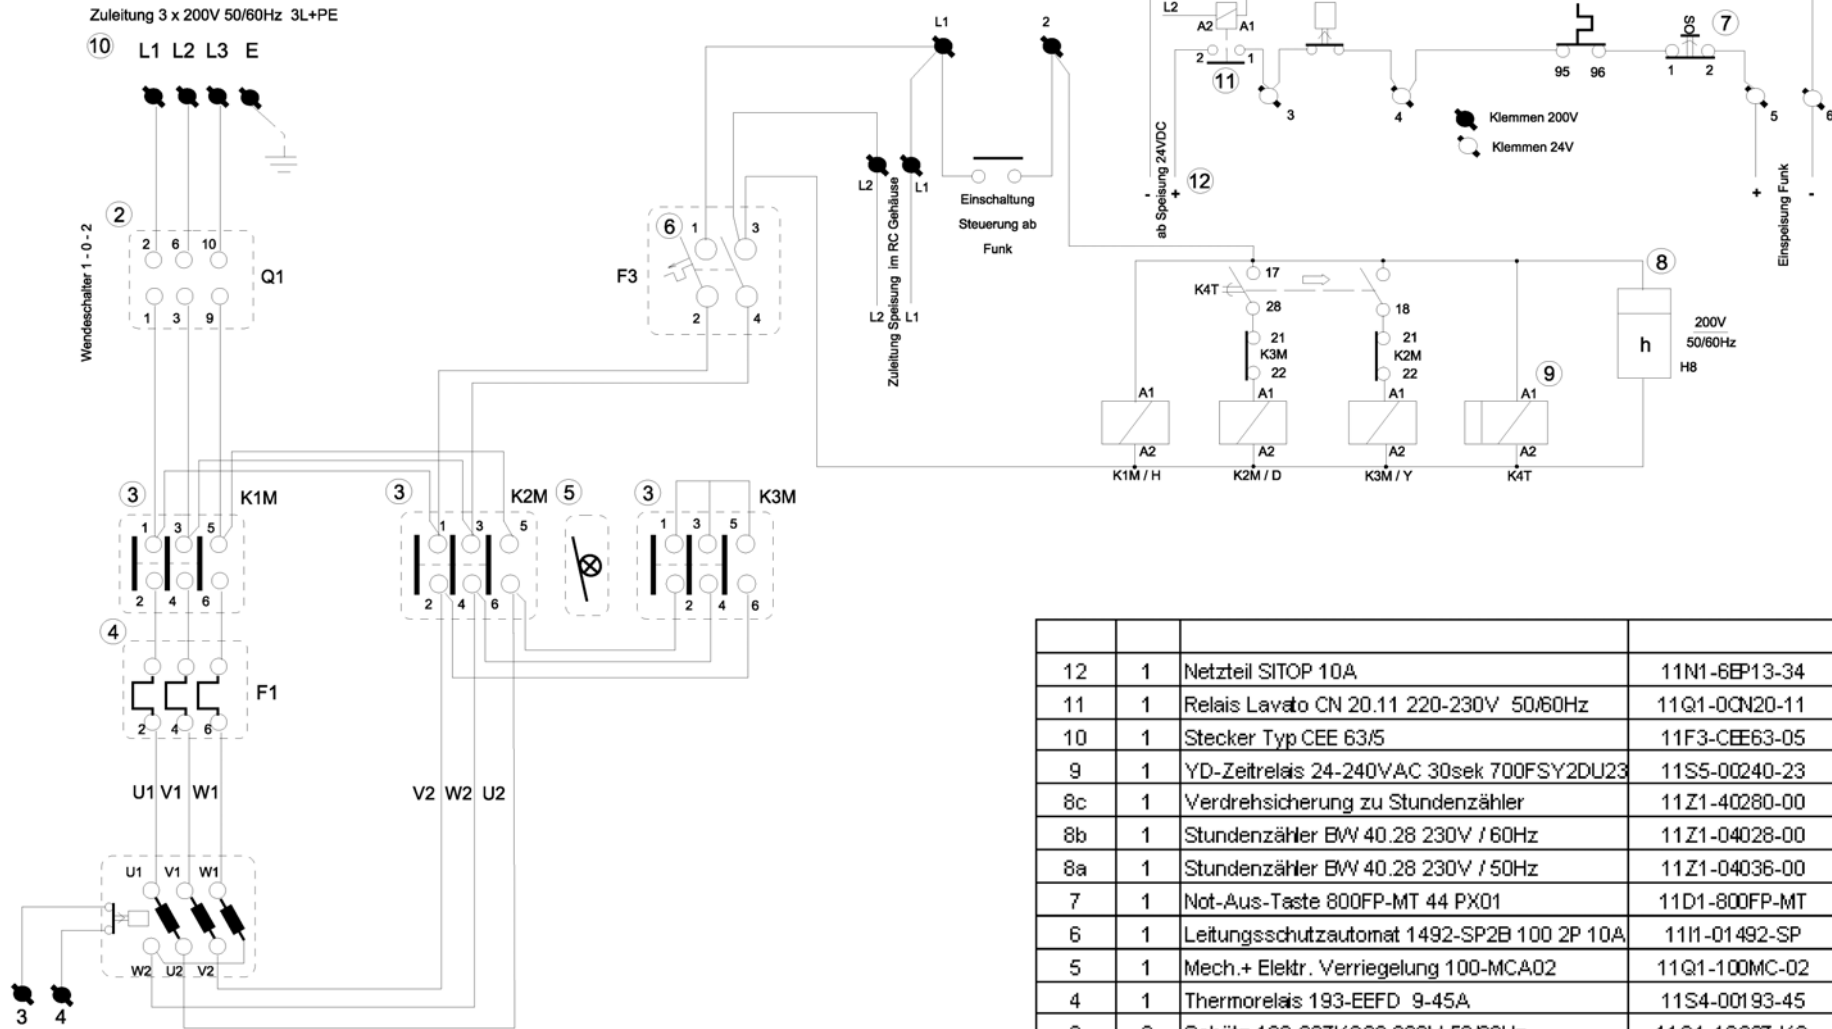 Zuleitung 3 x 200V 50/60Hz 3L+PE
10 L1 L2 L3 E
2
Wendeschalter 1 - 0 - 2
2 6 10
Q1
1 3 9
3 K1M
1 3 5
2 4 6
4
F1
2 4 6
U1 V1 W1
U1 V1 W1
W2 U2 V2
3 4
3 K2M
1 3 5
2 4 6
V2 W2 U2
5
3 K3M
1 3 5
2 4 6
6
F3
1 3
2 4
L1 2
L2 L1
Zuleitung Speisung im RC Gehäuse
L2 L1
Einschaltung
Steuerung ab
Funk
L2
A2 A1
2 1
11
3
4
95 96
SO
7
1 2
5
6
Klemmen 200V
Klemmen 24V
ab Speisung 24VDC
- +
12
+ -
Einspeisung Funk
K4T
17
28
18
21
K3M
22
21
K2M
22
8
h
200V
50/60Hz
H8
9
A1 A1 A1 A1
A2 A2 A2 A2
K1M / H K2M / D K3M / Y K4T
12 1 Netzteil SITOP 10A 11N1-6EP13-34
11 1 Relais Lavato CN 20.11 220-230V 50/60Hz 11Q1-0CN20-11
10 1 Stecker Typ CEE 63/5 11F3-CEE63-05
9 1 YD-Zeitrelais 24-240VAC 30sek 700FSY2DU23 11S5-00240-23
8c 1 Verdrehsicherung zu Stundenzähler 11Z1-40280-00
8b 1 Stundenzähler BW 40.28 230V / 60Hz 11Z1-04028-00
8a 1 Stundenzähler BW 40.28 230V / 50Hz 11Z1-04036-00
7 1 Not-Aus-Taste 800FP-MT 44 PX01 11D1-800FP-MT
6 1 Leitungsschutzautomat 1492-SP2B 100 2P 10A 11I1-01492-SP
5 1 Mech.+ Elektr. Verriegelung 100-MCA02 11Q1-100MC-02
4 1 Thermorelais 193-EEFD 9-45A 11S4-00193-45